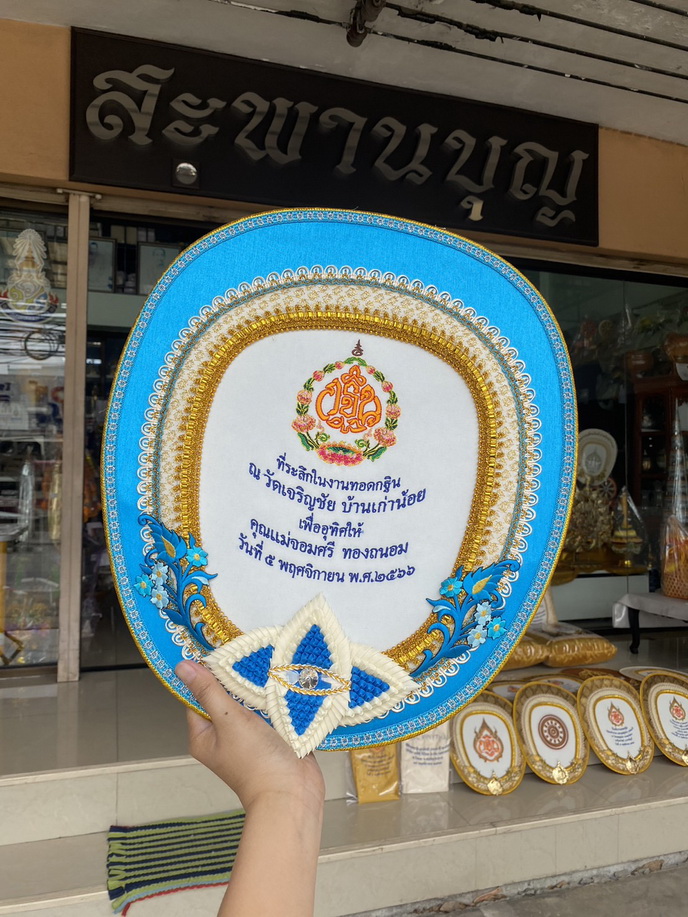 สะพานบุญ
ที่ระลึกในงานทอดกฐิน
ณ วัดเจริญชัย บ้านเก่าน้อย
เพื่ออุทิศให้
คุณแม่จอมศรี ทองถนอม
วันที่ ๕ พฤศจิกายน พ.ศ.๒๕๖๖